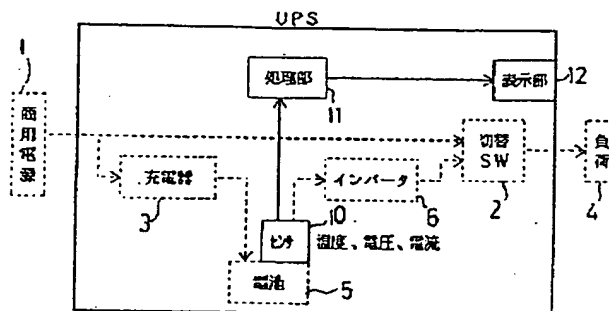 UPS
1
商用電源
処理部
11
表示部
12
充電器
3
インバータ
6
切替
SW
2
負荷
4
センサ
10
温度、電圧、電流
電池
5